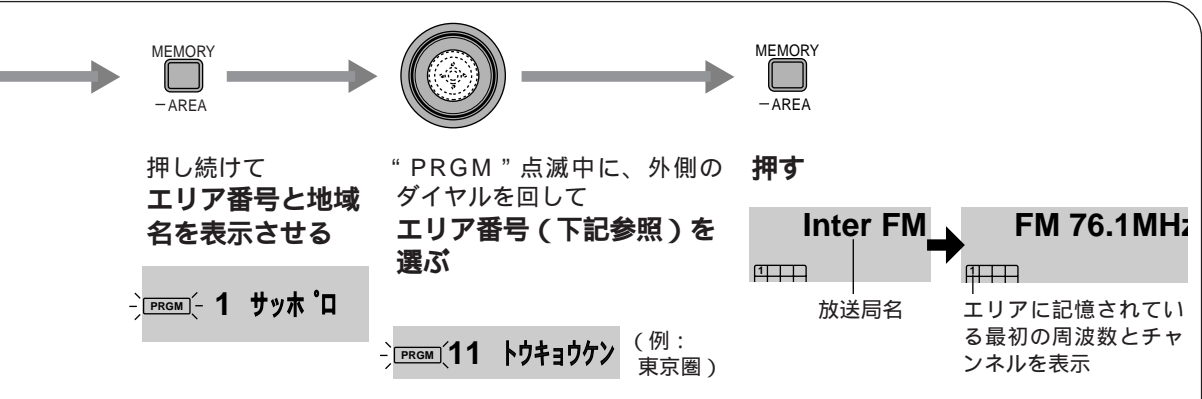 MEMORY
−AREA
押し続けて
エリア番号と地域
名を表示させる
PRGM 1 サッポロ
“ PRGM ” 点滅中に、外側の
ダイヤルを回して
エリア番号（下記参照）を
選ぶ
PRGM 11 トウキョウケン
（例：
東京圏）
MEMORY
−AREA
押す
Inter FM
1
放送局名
FM 76.1MHz
1
エリアに記憶されてい
る最初の周波数とチャ
ンネルを表示